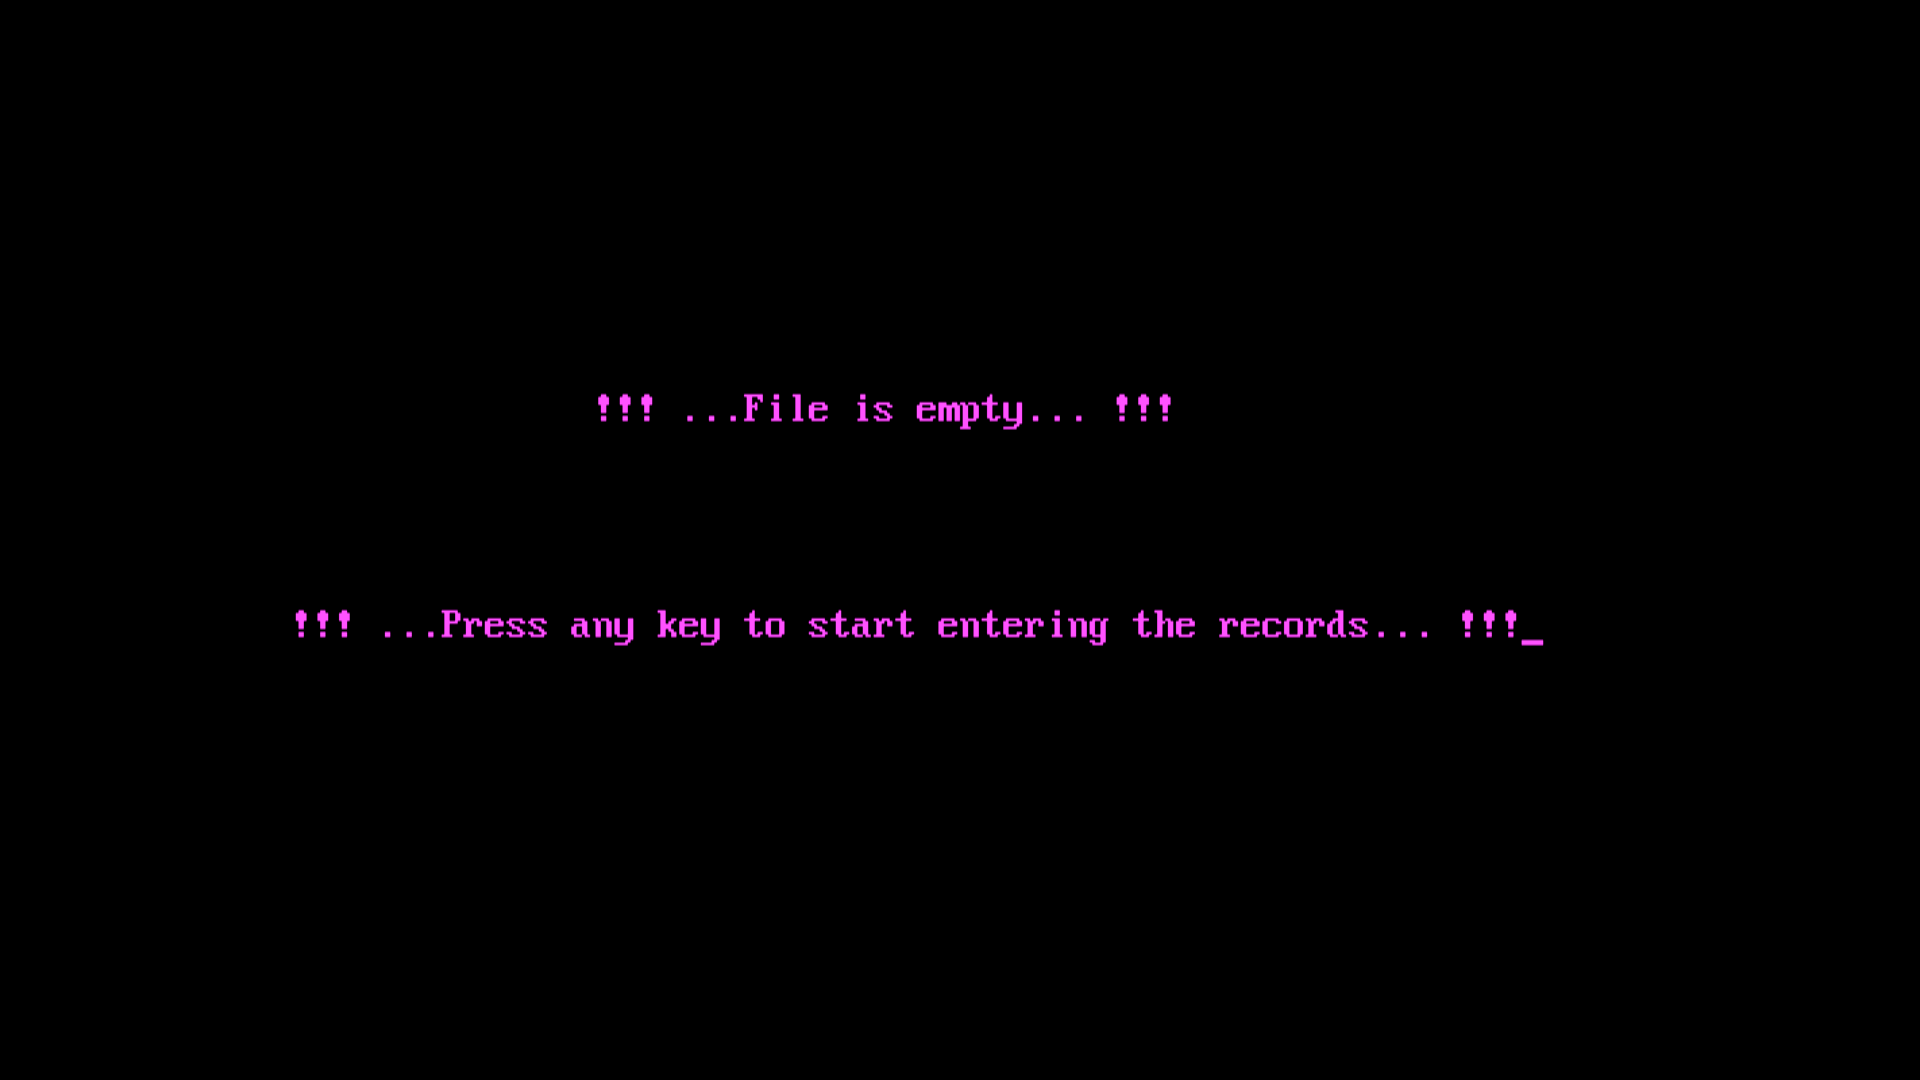 !!! ...File is empty... !!!
!!! ...Press any key to start entering the records... !!!_